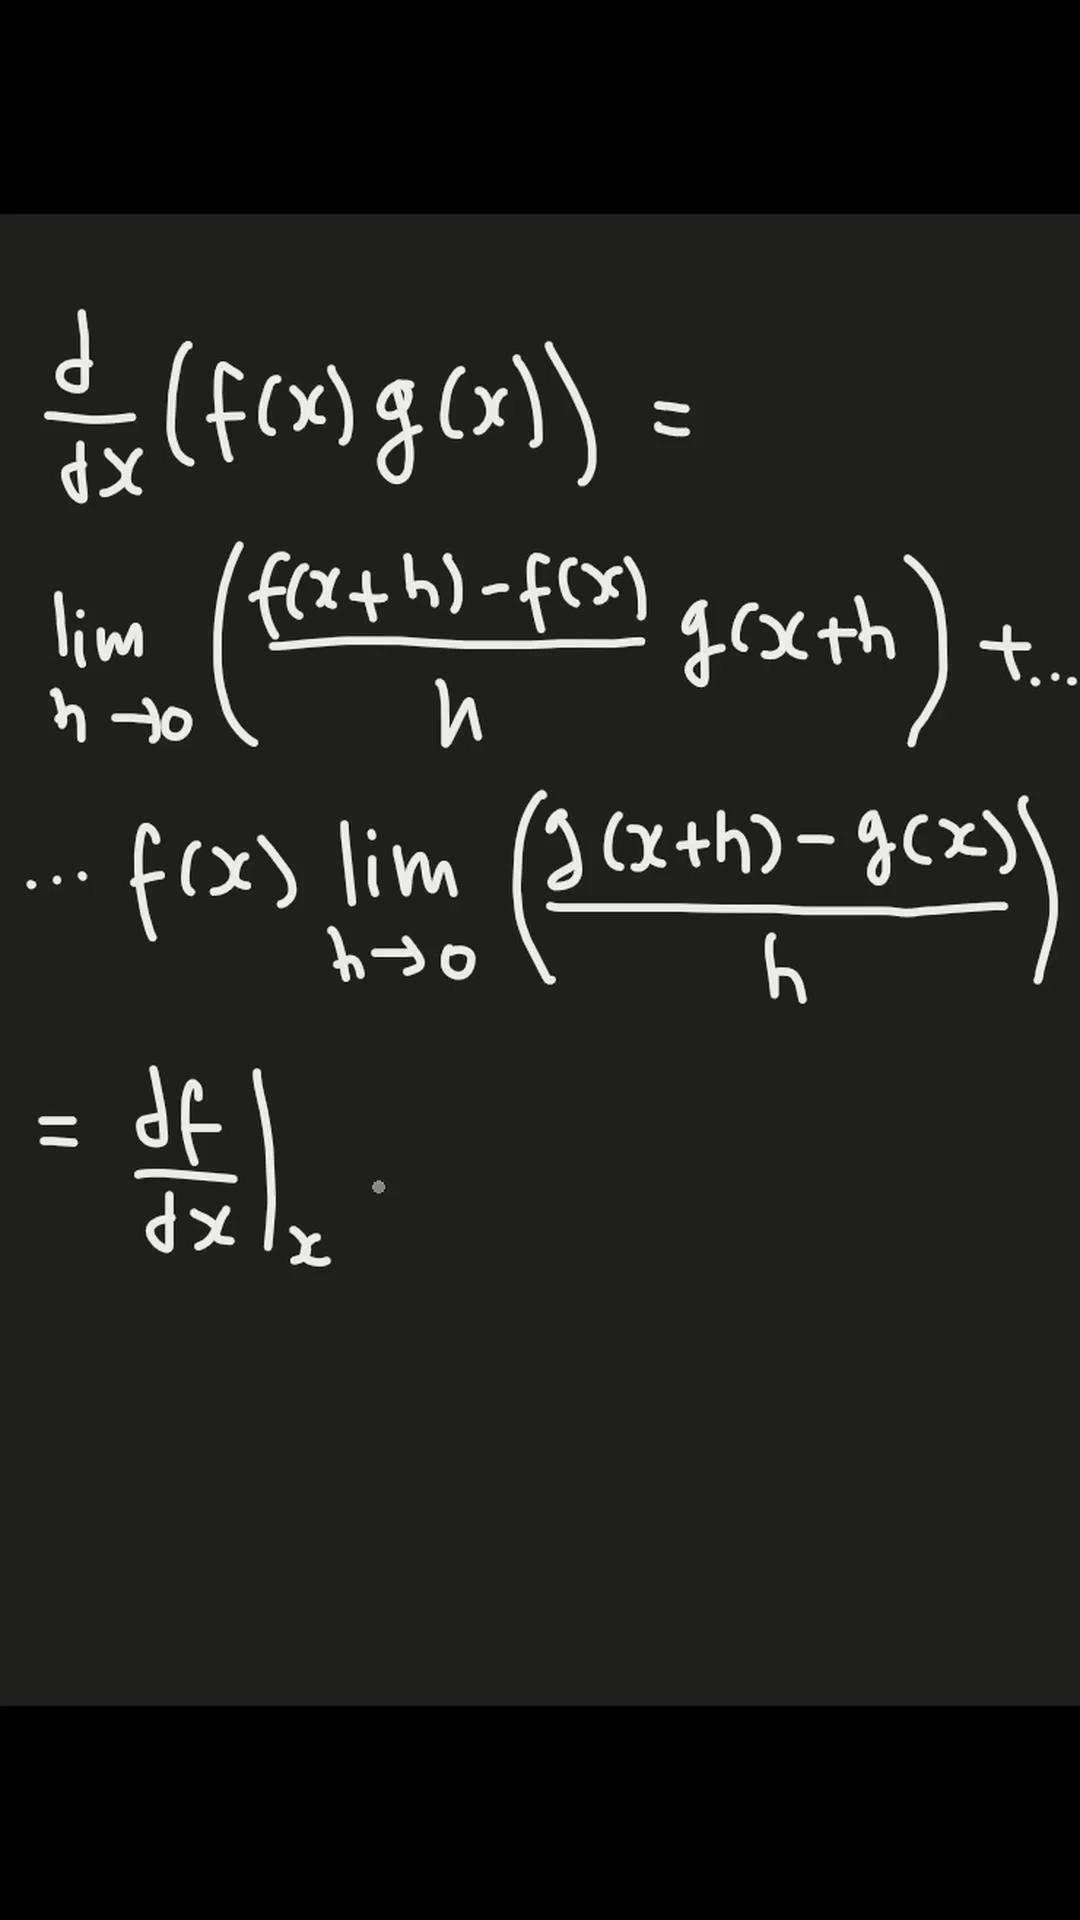 d/dx (f(x)g(x)) =
lim h→0 ( (f(x+h)-f(x))/h g(x+h ) + ...
... f(x) lim h→0 ( (g(x+h)-g(x))/h )
= df/dx |x